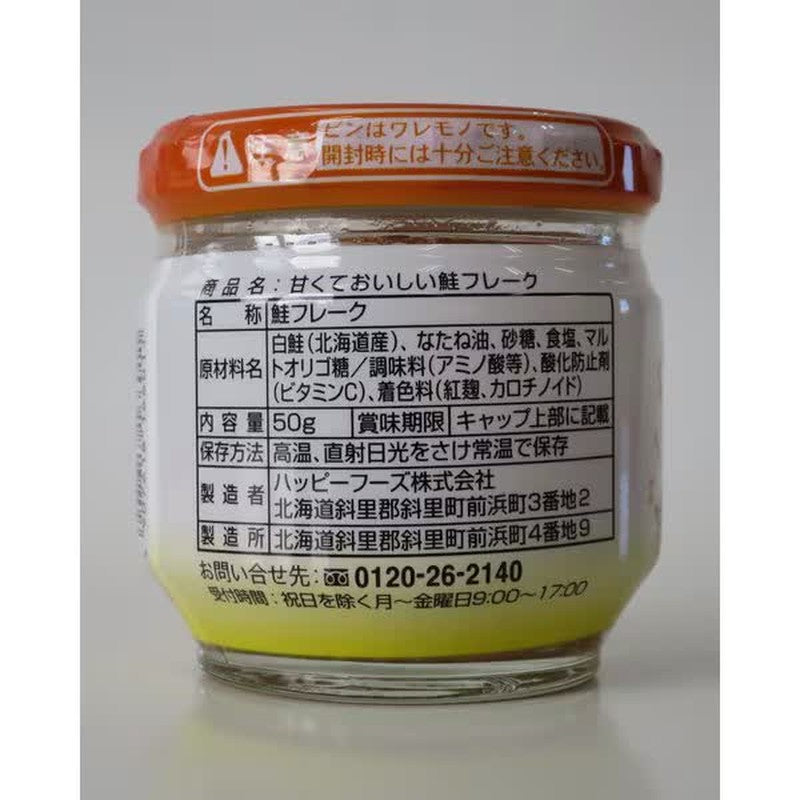 ビンはワレモノです。
開封時には十分ご注意ください。
商品名：甘くておいしい鮭フレーク
名称 鮭フレーク
原材料名 白鮭(北海道産)、なたね油、砂糖、食塩、マル
トオリゴ糖／調味料(アミノ酸等)、酸化防止剤
(ビタミンC)、着色料(紅麹、カロチノイド)
内容量 50g 賞味期限 キャップ上部に記載
保存方法 高温、直射日光をさけ常温で保存
製造者 ハッピーフーズ株式会社
北海道斜里郡斜里町前浜町3番地2
製造所 北海道斜里郡斜里町前浜町4番地9
お問い合せ先：0120-26-2140
受付時間：祝日を除く月〜金曜日9:00〜17:00